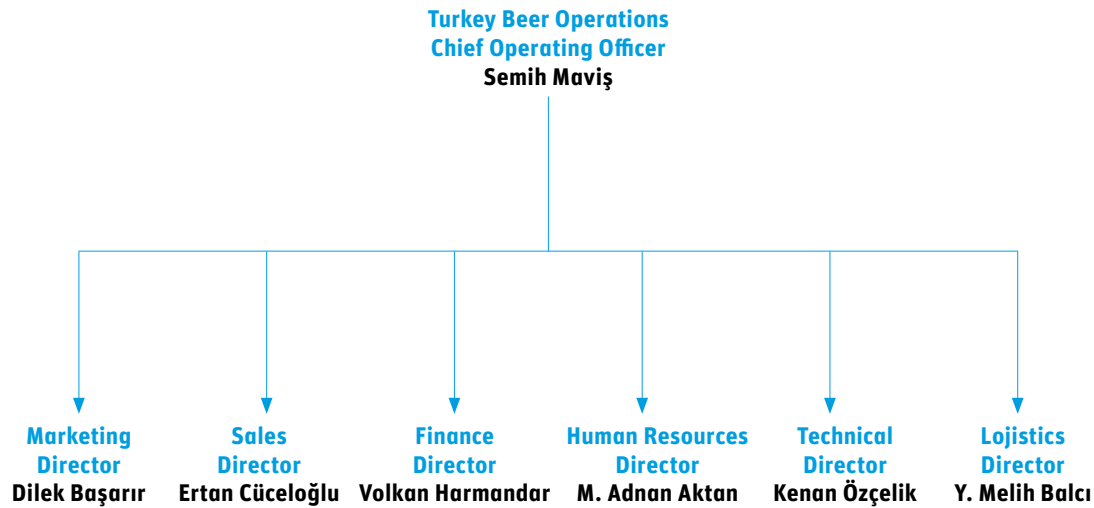 Turkey Beer Operations
Chief Operating Officer
Semih Maviş
Marketing
Director
Dilek Başarır
Sales
Director
Ertan Cüceloğlu
Finance
Director
Volkan Harmandar
Human Resources
Director
M. Adnan Aktan
Technical
Director
Kenan Özçelik
Lojistics
Director
Y. Melih Balcı